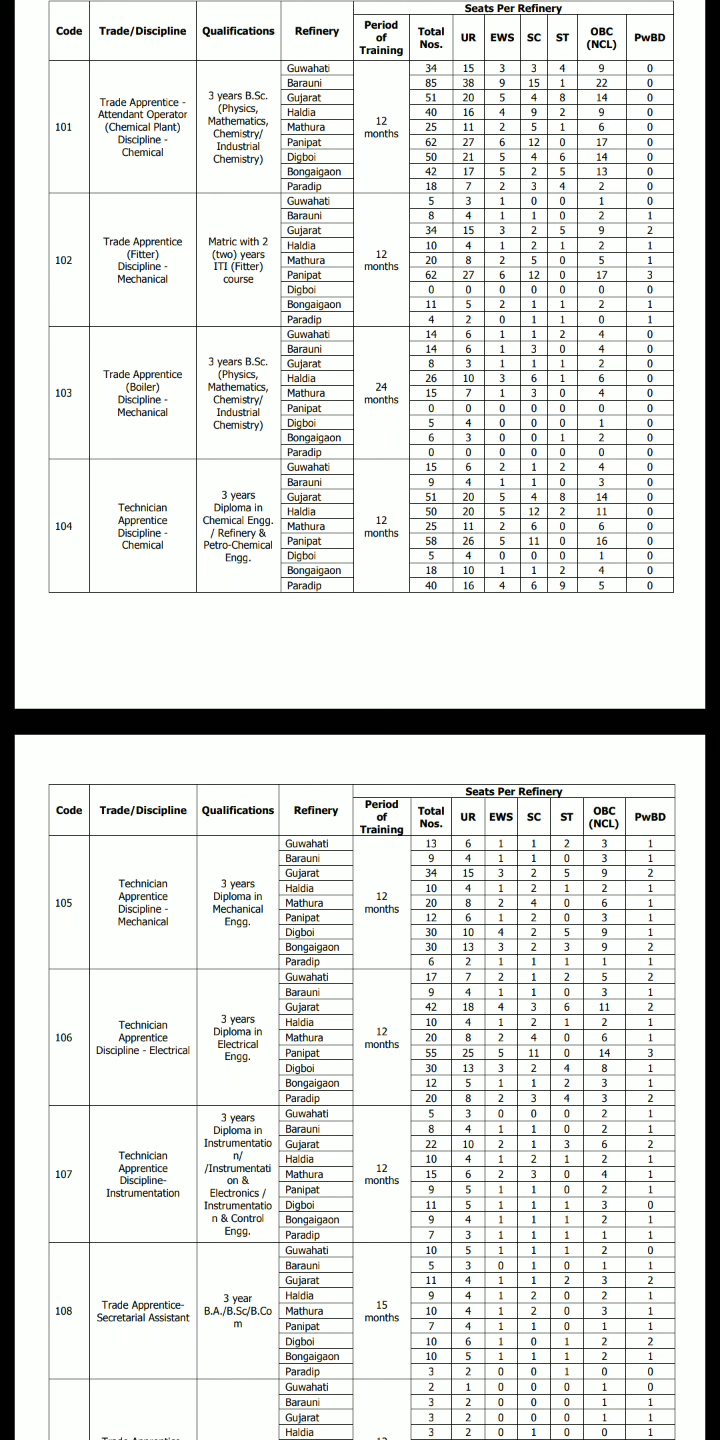 Seats Per Refinery
Code Trade/Discipline Qualifications Refinery Period of Training Total Nos. UR EWS SC ST OBC (NCL) PwBD
101 Trade Apprentice - Attendant Operator (Chemical Plant) Discipline - Chemical 3 years B.Sc. (Physics, Mathematics, Chemistry/ Industrial Chemistry) 12 months
Guwahati 34 15 3 3 4 9 0
Barauni 85 38 9 15 1 22 0
Gujarat 51 20 5 4 8 14 0
Haldia 40 16 4 9 2 9 0
Mathura 25 11 2 5 1 6 0
Panipat 62 27 6 12 0 17 0
Digboi 50 21 5 4 6 14 0
Bongaigaon 42 17 5 2 5 13 0
Paradip 18 7 2 3 4 2 0
102 Trade Apprentice (Fitter) Discipline - Mechanical Matric with 2 (two) years ITI (Fitter) course 12 months
Guwahati 5 3 1 0 0 1 0
Barauni 8 4 1 1 0 2 1
Gujarat 34 15 3 2 5 9 2
Haldia 10 4 1 2 1 2 1
Mathura 20 8 2 5 0 5 1
Panipat 62 27 6 12 0 17 3
Digboi 0 0 0 0 0 0 0
Bongaigaon 11 5 2 1 1 2 1
Paradip 4 2 0 1 1 0 1
103 Trade Apprentice (Boiler) Discipline - Mechanical 3 years B.Sc. (Physics, Mathematics, Chemistry/ Industrial Chemistry) 24 months
Guwahati 14 6 1 1 2 4 0
Barauni 14 6 1 3 0 4 0
Gujarat 8 3 1 1 1 2 0
Haldia 26 10 3 6 1 6 0
Mathura 15 7 1 3 0 4 0
Panipat 0 0 0 0 0 0 0
Digboi 5 4 0 0 0 1 0
Bongaigaon 6 3 0 0 1 2 0
Paradip 0 0 0 0 0 0 0
104 Technician Apprentice Discipline - Chemical 3 years Diploma in Chemical Engg. / Refinery & Petro-Chemical Engg. 12 months
Guwahati 15 6 2 1 2 4 0
Barauni 9 4 1 1 0 3 0
Gujarat 51 20 5 4 8 14 0
Haldia 50 20 5 12 2 11 0
Mathura 25 11 2 6 0 6 0
Panipat 58 26 5 11 0 16 0
Digboi 5 4 0 0 0 1 0
Bongaigaon 18 10 1 1 2 4 0
Paradip 40 16 4 6 9 5 0
Seats Per Refinery
Code Trade/Discipline Qualifications Refinery Period of Training Total Nos. UR EWS SC ST OBC (NCL) PwBD
105 Technician Apprentice Discipline - Mechanical 3 years Diploma in Mechanical Engg. 12 months
Guwahati 13 6 1 1 2 3 1
Barauni 9 4 1 1 0 3 1
Gujarat 34 15 3 2 5 9 2
Haldia 10 4 1 2 1 2 1
Mathura 20 8 2 4 0 6 1
Panipat 12 6 1 2 0 3 1
Digboi 30 10 4 2 5 9 1
Bongaigaon 30 13 3 2 3 9 2
Paradip 6 2 1 1 1 1 1
106 Technician Apprentice Discipline - Electrical 3 years Diploma in Electrical Engg. 12 months
Guwahati 17 7 2 1 2 5 2
Barauni 9 4 1 1 0 3 1
Gujarat 42 18 4 3 6 11 2
Haldia 10 4 1 2 1 2 1
Mathura 20 8 2 4 0 6 1
Panipat 55 25 5 11 0 14 3
Digboi 30 13 3 2 4 8 1
Bongaigaon 12 5 1 1 2 3 1
Paradip 20 8 2 3 4 3 2
107 Technician Apprentice Discipline- Instrumentation 3 years Diploma in Instrumentatio n/ /Instrumentati on & Electronics / Instrumentatio n & Control Engg. 12 months
Guwahati 5 3 0 0 0 2 1
Barauni 8 4 1 1 0 2 1
Gujarat 22 10 2 1 3 6 2
Haldia 10 4 1 2 1 2 1
Mathura 15 6 2 3 0 4 1
Panipat 9 5 1 1 0 2 1
Digboi 11 5 1 1 1 3 0
Bongaigaon 9 4 1 1 1 2 1
Paradip 7 3 1 1 1 1 1
108 Trade Apprentice- Secretarial Assistant 3 year B.A./B.Sc/B.Co m 15 months
Guwahati 10 5 1 1 1 2 0
Barauni 5 3 0 1 0 1 1
Gujarat 11 4 1 1 2 3 2
Haldia 9 4 1 2 0 2 1
Mathura 10 4 1 2 0 3 1
Panipat 7 4 1 1 0 1 1
Digboi 10 6 1 0 1 2 2
Bongaigaon 10 5 1 1 1 2 1
Paradip 3 2 0 0 1 0 0
Guwahati 2 1 0 0 0 1 0
Barauni 3 2 0 0 0 1 1
Gujarat 3 2 0 0 0 1 1
Haldia 3 2 0 1 0 0 1